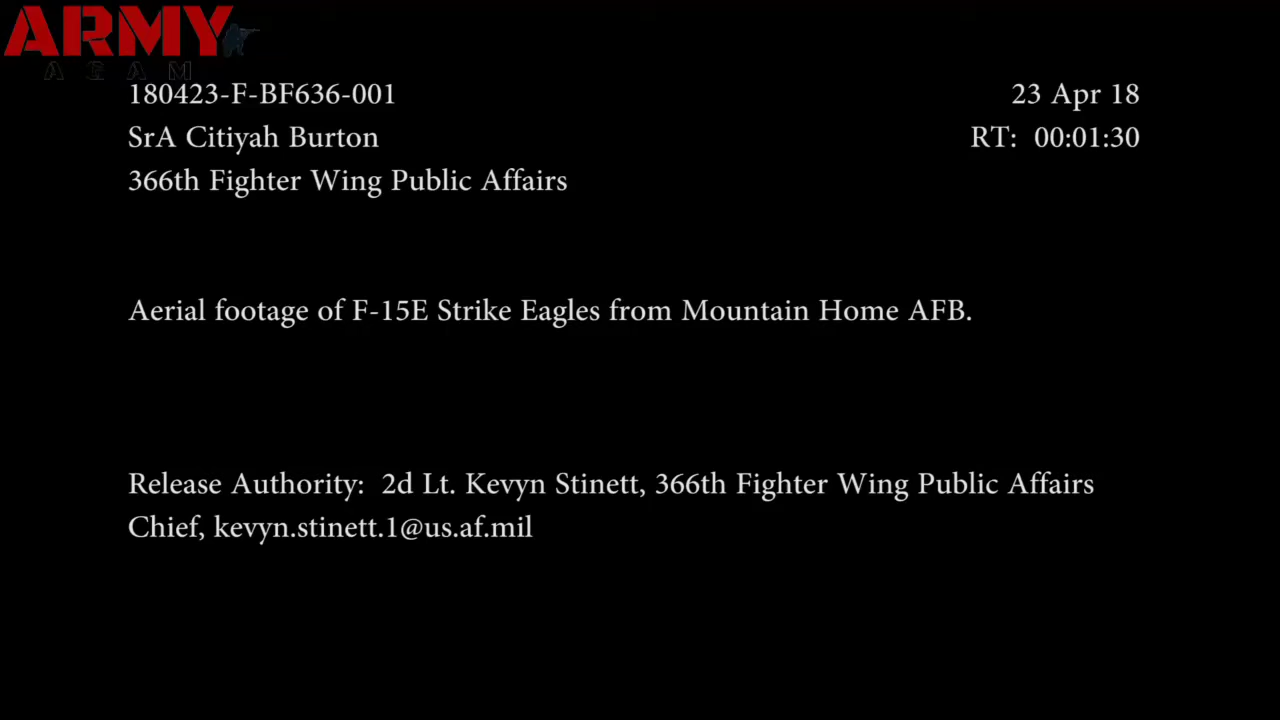 ARMY
AGAM
180423-F-BF636-001
23 Apr 18
SrA Citiyah Burton
RT: 00:01:30
366th Fighter Wing Public Affairs
Aerial footage of F-15E Strike Eagles from Mountain Home AFB.
Release Authority: 2d Lt. Kevyn Stinett, 366th Fighter Wing Public Affairs
Chief, kevyn.stinett.1@us.af.mil